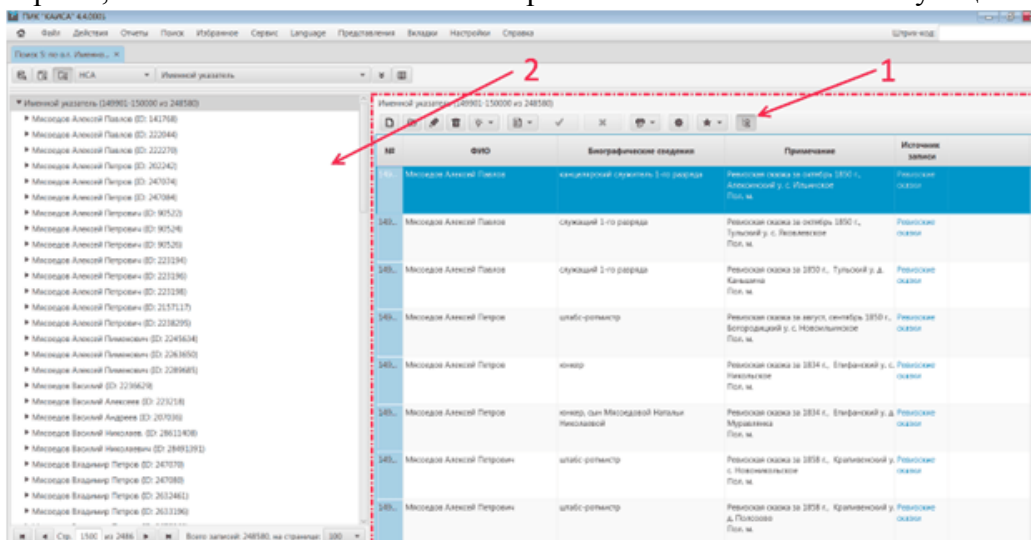 ПИК "КАИСА" 4.4.0001
Файл Действия Отчеты Поиск Избранное Сервис Language Представления Вкладки Настройки Справка Штрих-код:
НСА Именной указатель
2
1
Именной указатель (149901-150000 из 248580)
Мясоедов Алексей Павлов (ID: 141768)
Мясоедов Алексей Павлов (ID: 222044)
Мясоедов Алексей Павлов (ID: 222270)
Мясоедов Алексей Петров (ID: 202242)
Мясоедов Алексей Петров (ID: 247074)
Мясоедов Алексей Петров (ID: 247084)
Мясоедов Алексей Петрович (ID: 90522)
Мясоедов Алексей Петрович (ID: 90524)
Мясоедов Алексей Петрович (ID: 90526)
Мясоедов Алексей Петрович (ID: 223194)
Мясоедов Алексей Петрович (ID: 223196)
Мясоедов Алексей Петрович (ID: 223198)
Мясоедов Алексей Петрович (ID: 2157117)
Мясоедов Алексей Петрович (ID: 2238295)
Мясоедов Алексей Пименович (ID: 2245634)
Мясоедов Алексей Пименович (ID: 2263650)
Мясоедов Алексей Пименович (ID: 2289685)
Мясоедов Василий (ID: 2236629)
Мясоедов Василий Алексеев (ID: 223218)
Мясоедов Василий Андреев (ID: 207036)
Мясоедов Василий Николаев. (ID: 28611408)
Мясоедов Василий Николаевич (ID: 28491391)
Мясоедов Владимир Петров (ID: 247070)
Мясоедов Владимир Петров (ID: 247080)
Мясоедов Владимир Петров (ID: 2632461)
Мясоедов Владимир Петров (ID: 2633196)
Стр. 1500 из 2486 Всего записей: 248580, на странице: 100
Именной указатель (149901-150000 из 248580)
N# ФИО Биографические сведения Примечание Источник
записи
149... Мясоедов Алексей Павлов канцелярский служитель 1-го разряда Ревизская сказка за октябрь 1850 г., Ревизские
Алексинский у. с. Ильинское сказки
Пол. м.
149... Мясоедов Алексей Павлов служащий 1-го разряда Ревизская сказка за октябрь 1850 г., Ревизские
Тульский у. с. Яковлевское сказки
Пол. м.
149... Мясоедов Алексей Павлов служащий 1-го разряда Ревизская сказка за 1850 г., Тульский у. д. Ревизские
сказки
Пол. м.
149... Мясоедов Алексей Петров штабс-ротмистр Ревизская сказка за август, сентябрь 1850 г., Ревизские
Богородицкий у. с. Новоильинское сказки
Пол. м.
149... Мясоедов Алексей Петров юнкер Ревизская сказка за 1834 г., Епифанский у. с. Ревизские
Никольское сказки
Пол. м.
149... Мясоедов Алексей Петров юнкер, сын Мясоедовой Натальи Ревизская сказка за 1834 г., Епифанский у. д. Ревизские
Николаевой Муравлянка сказки
Пол. м.
149... Мясоедов Алексей Петрович штабс-ротмистр Ревизская сказка за 1858 г., Крапивенский у. Ревизские
с. Новоникольское сказки
Пол. м.
149... Мясоедов Алексей Петрович штабс-ротмистр Ревизская сказка за 1858 г., Крапивенский у. Ревизские
д. Полозово сказки
Пол. м.